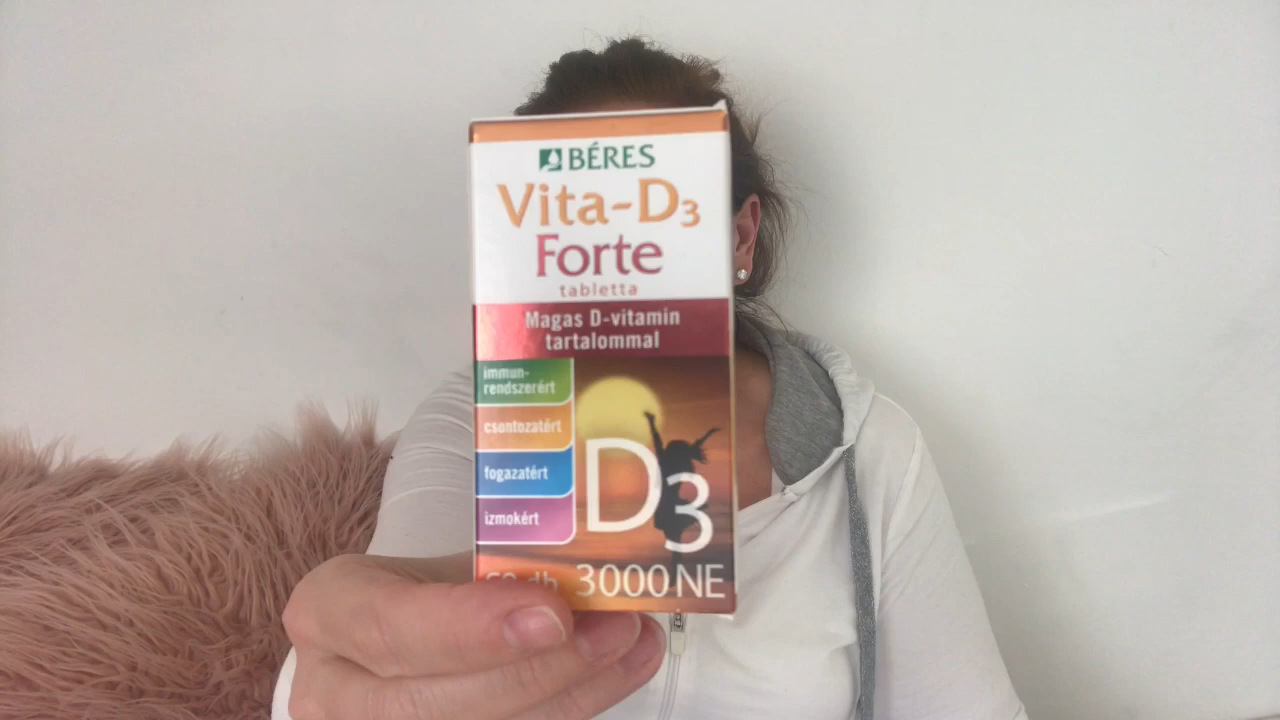 BÉRES
Vita-D3
Forte
tabletta
Magas D-vitamin
tartalommal
immun-
rendszerért
csontozatért
fogazatért
izmokért
D3
3000 NE